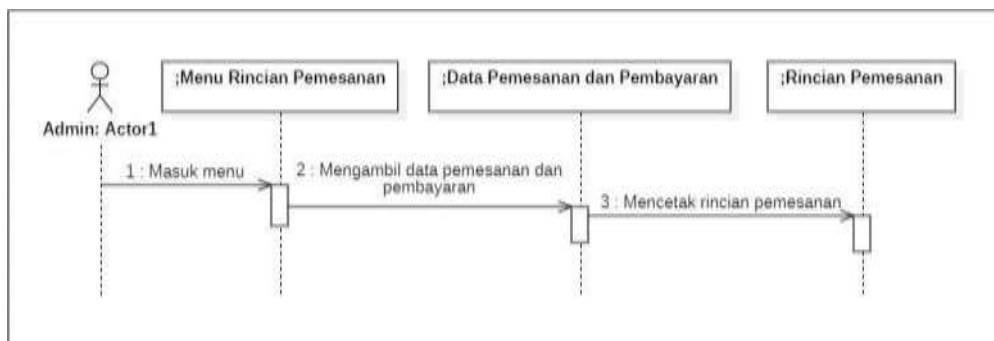 ;Menu Rincian Pemesanan
;Data Pemesanan dan Pembayaran
;Rincian Pemesanan
Admin: Actor1
1 : Masuk menu
2 : Mengambil data pemesanan dan
pembayaran
3 : Mencetak rincian pemesanan